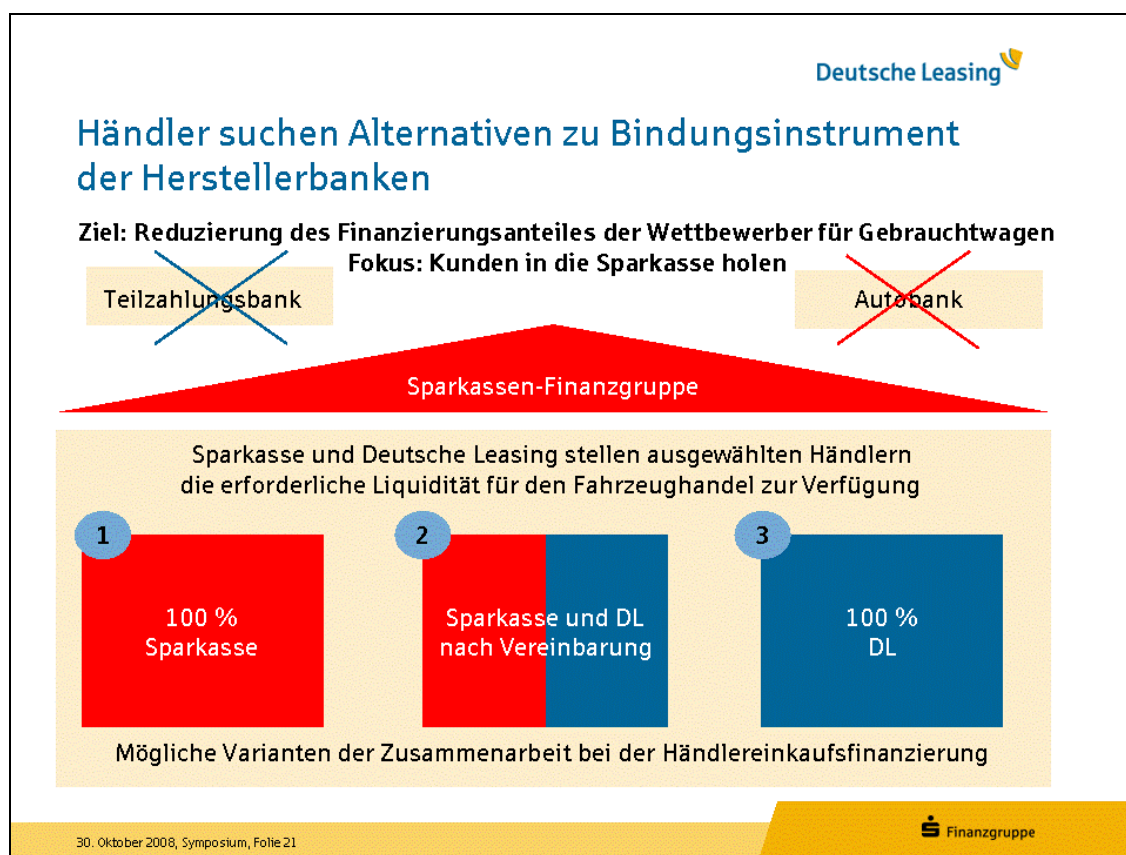 Deutsche Leasing
Händler suchen Alternativen zu Bindungsinstrument
der Herstellerbanken
Ziel: Reduzierung des Finanzierungsanteiles der Wettbewerber für Gebrauchtwagen
Fokus: Kunden in die Sparkasse holen
Teilzahlungsbank
Autobank
Sparkassen-Finanzgruppe
Sparkasse und Deutsche Leasing stellen ausgewählten Händlern
die erforderliche Liquidität für den Fahrzeughandel zur Verfügung
1
100 %
Sparkasse
2
Sparkasse und DL
nach Vereinbarung
3
100 %
DL
Mögliche Varianten der Zusammenarbeit bei der Händlereinkaufsfinanzierung
30. Oktober 2008, Symposium, Folie 21
Finanzgruppe